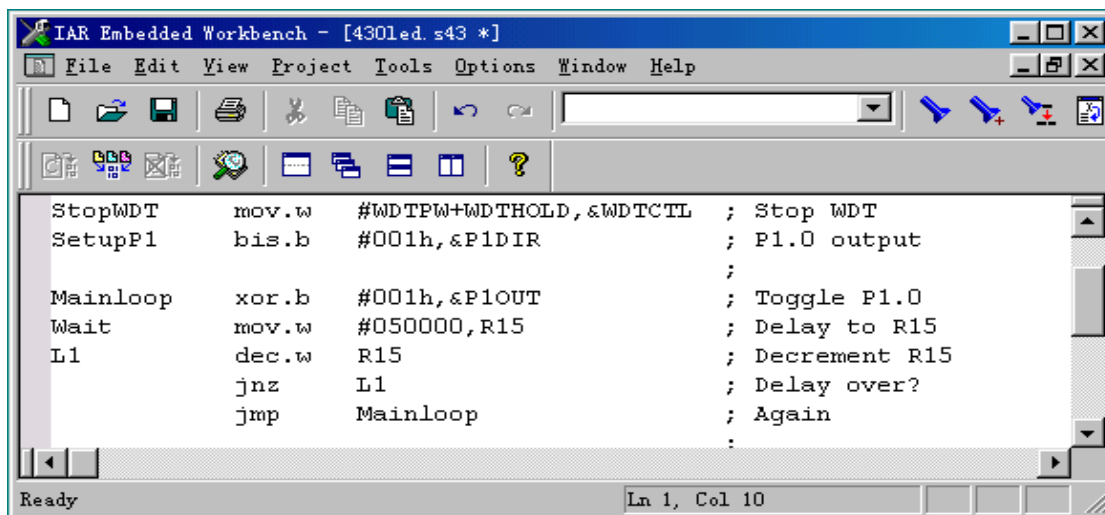 IAR Embedded Workbench - [430led.s43 *]
File Edit View Project Tools Options Window Help
StopWDT mov.w #WDTPW+WDTHOLD,&WDTCTL ; Stop WDT
SetupP1 bis.b #001h,&P1DIR ; P1.0 output
;
Mainloop xor.b #001h,&P1OUT ; Toggle P1.0
Wait mov.w #050000,R15 ; Delay to R15
L1 dec.w R15 ; Decrement R15
jnz L1 ; Delay over?
jmp Mainloop ; Again
;
Ready Ln 1, Col 10